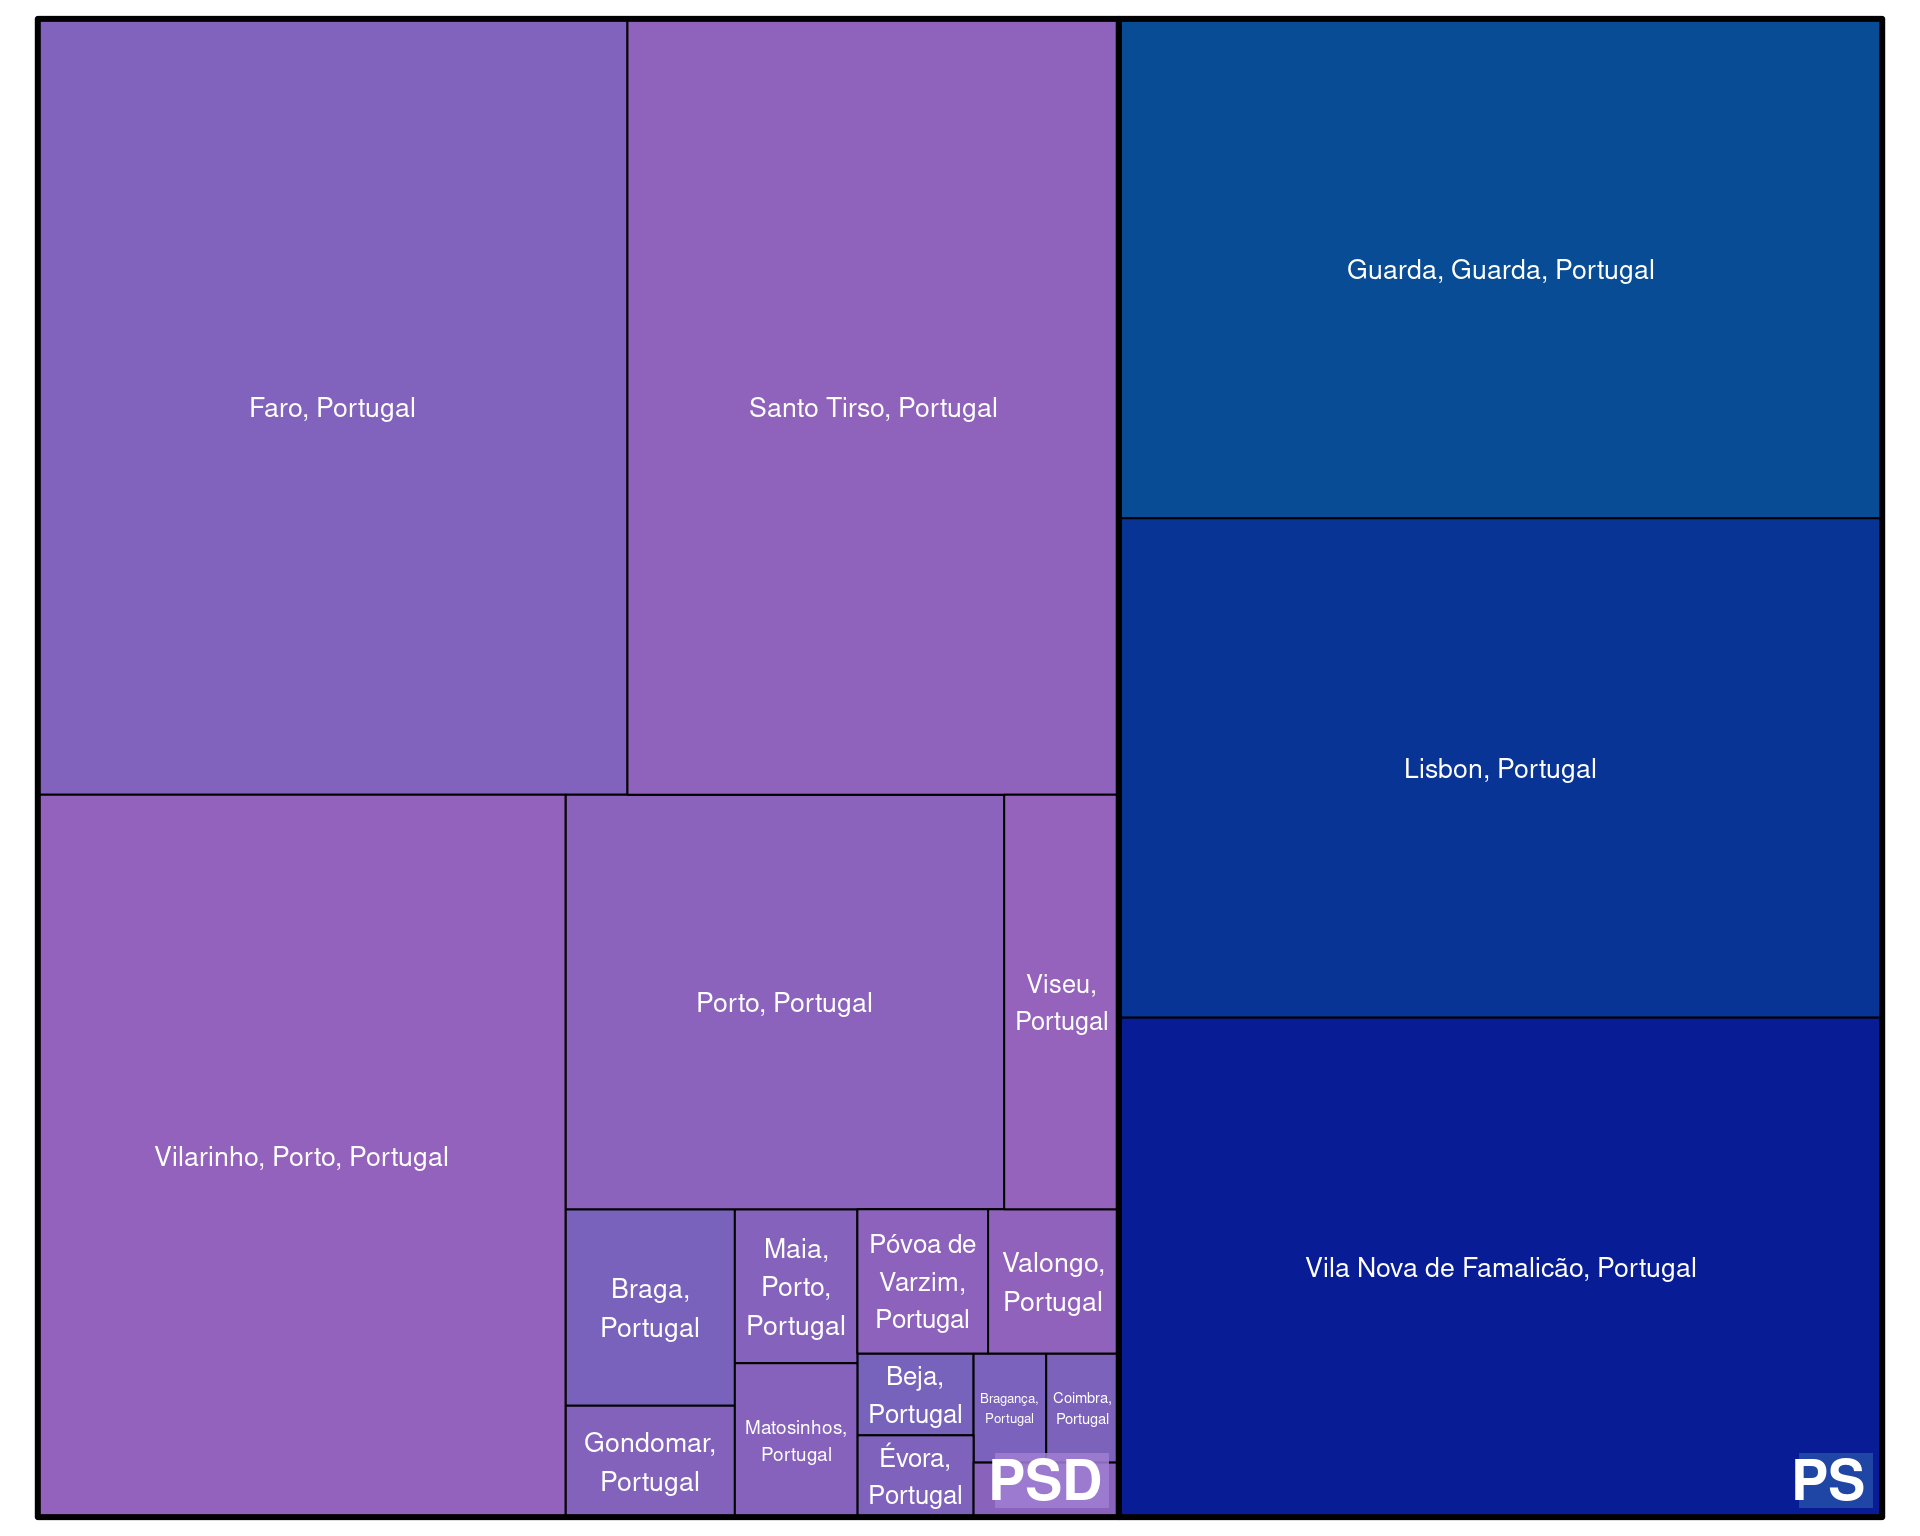 Faro, Portugal
Santo Tirso, Portugal
Guarda, Guarda, Portugal
Lisbon, Portugal
Vila Nova de Famalicão, Portugal
Vilarinho, Porto, Portugal
Porto, Portugal
Viseu,
Portugal
Braga,
Portugal
Maia,
Porto,
Portugal
Póvoa de
Varzim,
Portugal
Valongo,
Portugal
Gondomar,
Portugal
Matosinhos,
Portugal
Beja,
Portugal
Bragança,
Portugal
Coimbra,
Portugal
Évora,
Portugal
PSD
PS